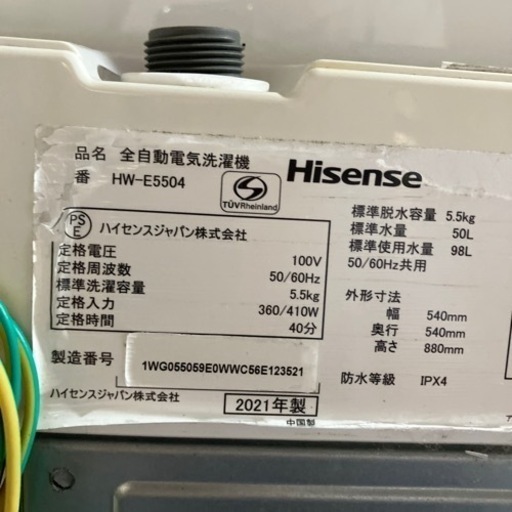 品名 全自動電気洗濯機
番 HW-E5504
TÜVRheinland
Hisense
PS
E
ハイセンスジャパン株式会社
定格電圧 100V
定格周波数 50/60Hz
標準洗濯容量 5.5kg
定格入力 360/410W
定格時間 40分
標準脱水容量 5.5kg
標準水量 50L
標準使用水量 98L
50/60Hz共用
外形寸法
幅 540mm
奥行 540mm
高さ 880mm
防水等級 IPX4
製造番号 1WG055059E0WWC56E123521
ハイセンスジャパン株式会社
2021年製
中国製